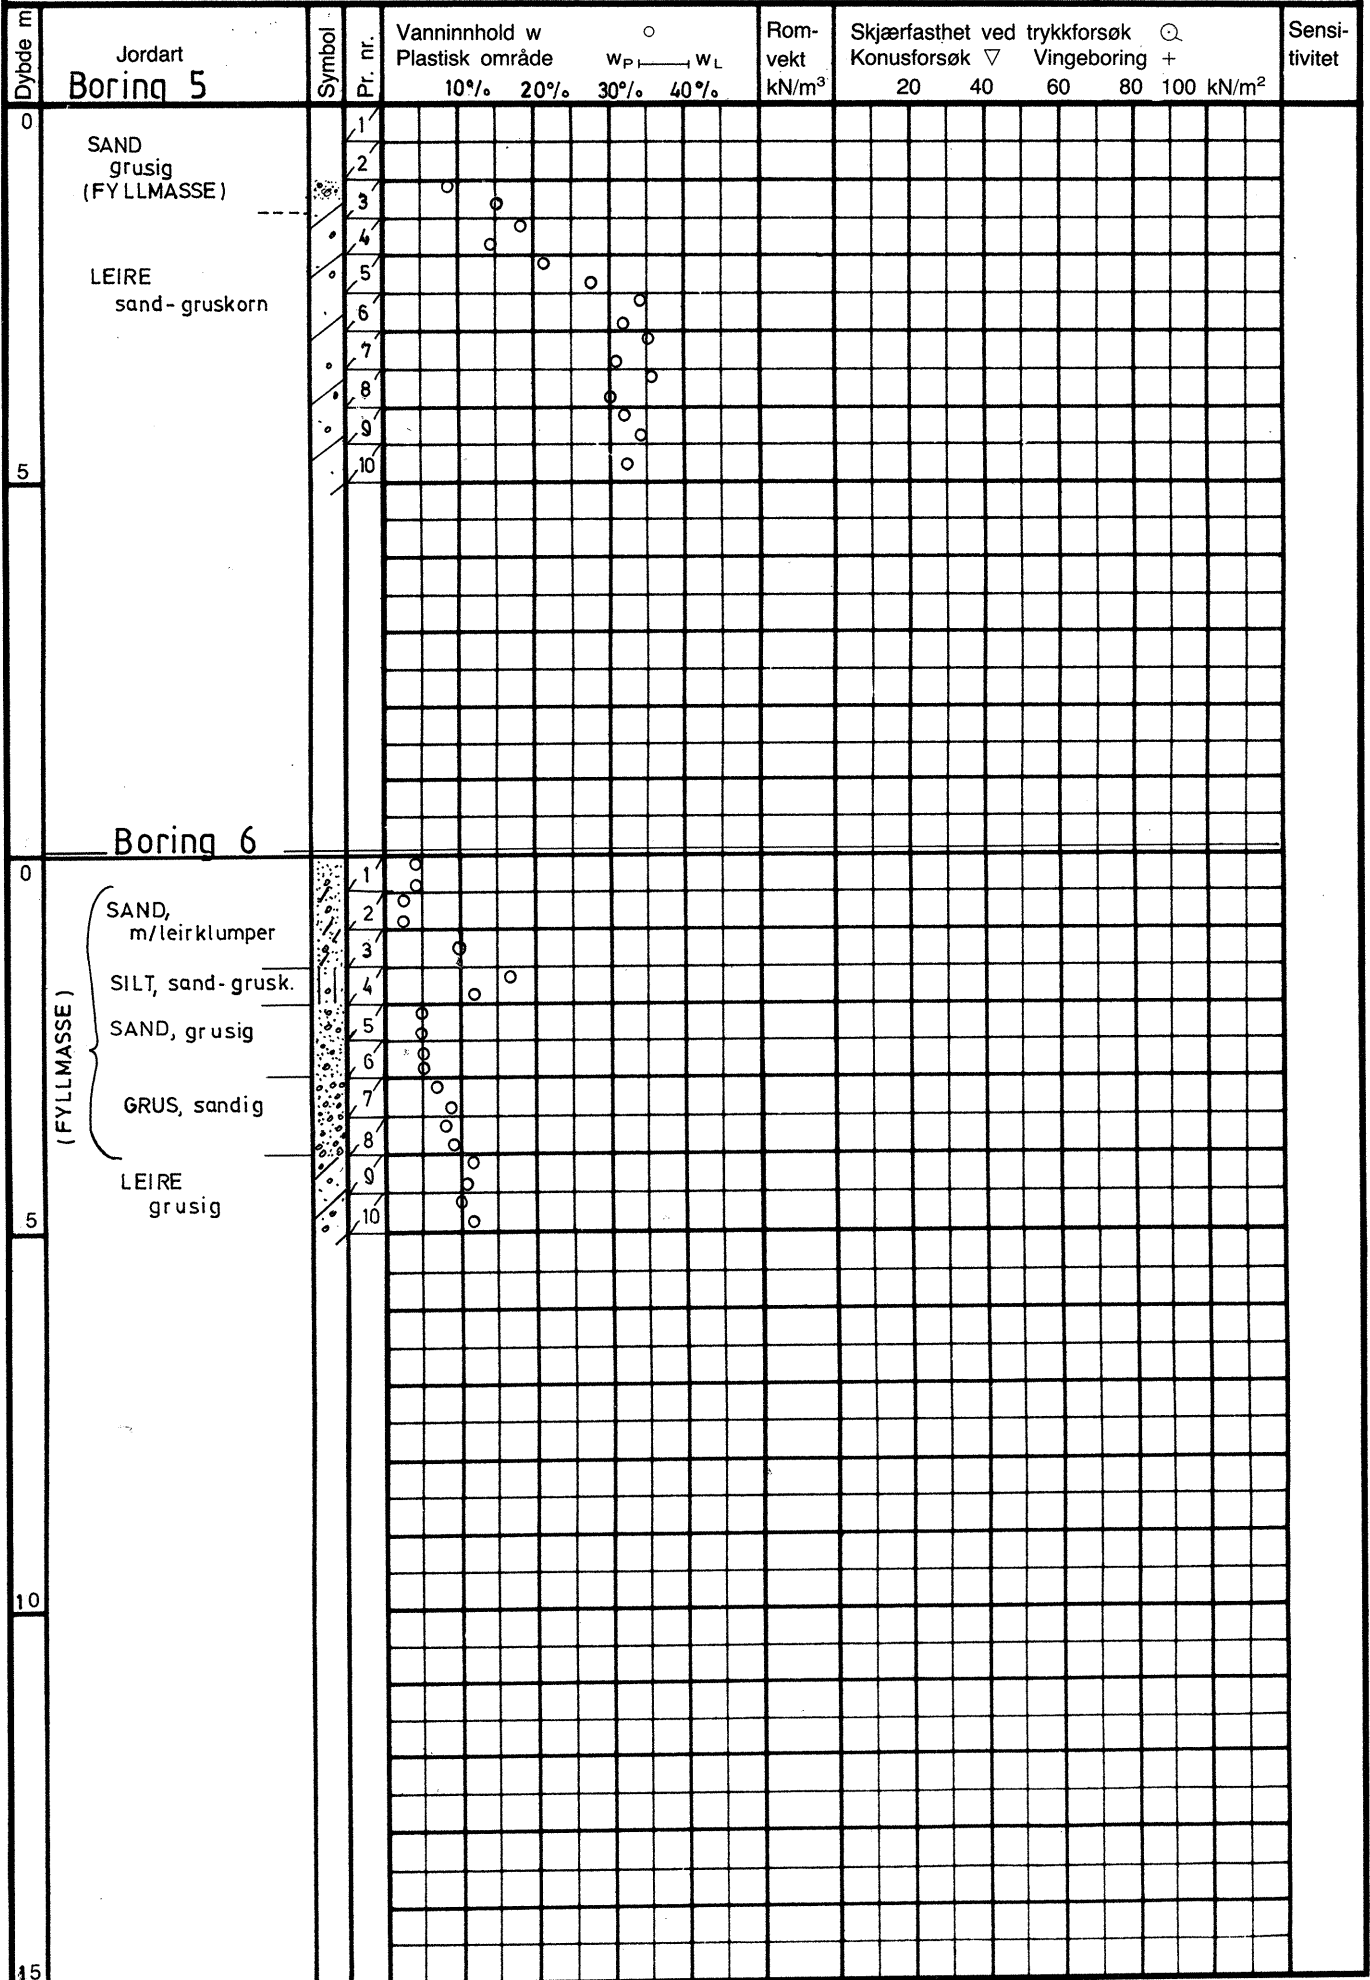 Dybde m
Jordart
Boring 5
Symbol
Pr. nr.
Vanninnhold w
Plastisk område wP wL
10% 20% 30% 40%
Rom-
vekt
kN/m³
Skjærfasthet ved trykkforsøk
Konusforsøk ▽ Vingeboring +
20 40 60 80 100 kN/m²
Sensi-
tivitet
0
SAND
grusig
(FYLLMASSE)
LEIRE
sand-gruskorn
1
2
3
4
5
6
7
8
9
10
5
Boring 6
0
(FYLLMASSE)
SAND,
m/leirklumper
SILT, sand-grusk.
SAND, grusig
GRUS, sandig
LEIRE
grusig
1
2
3
4
5
6
7
8
9
10
5
10
15